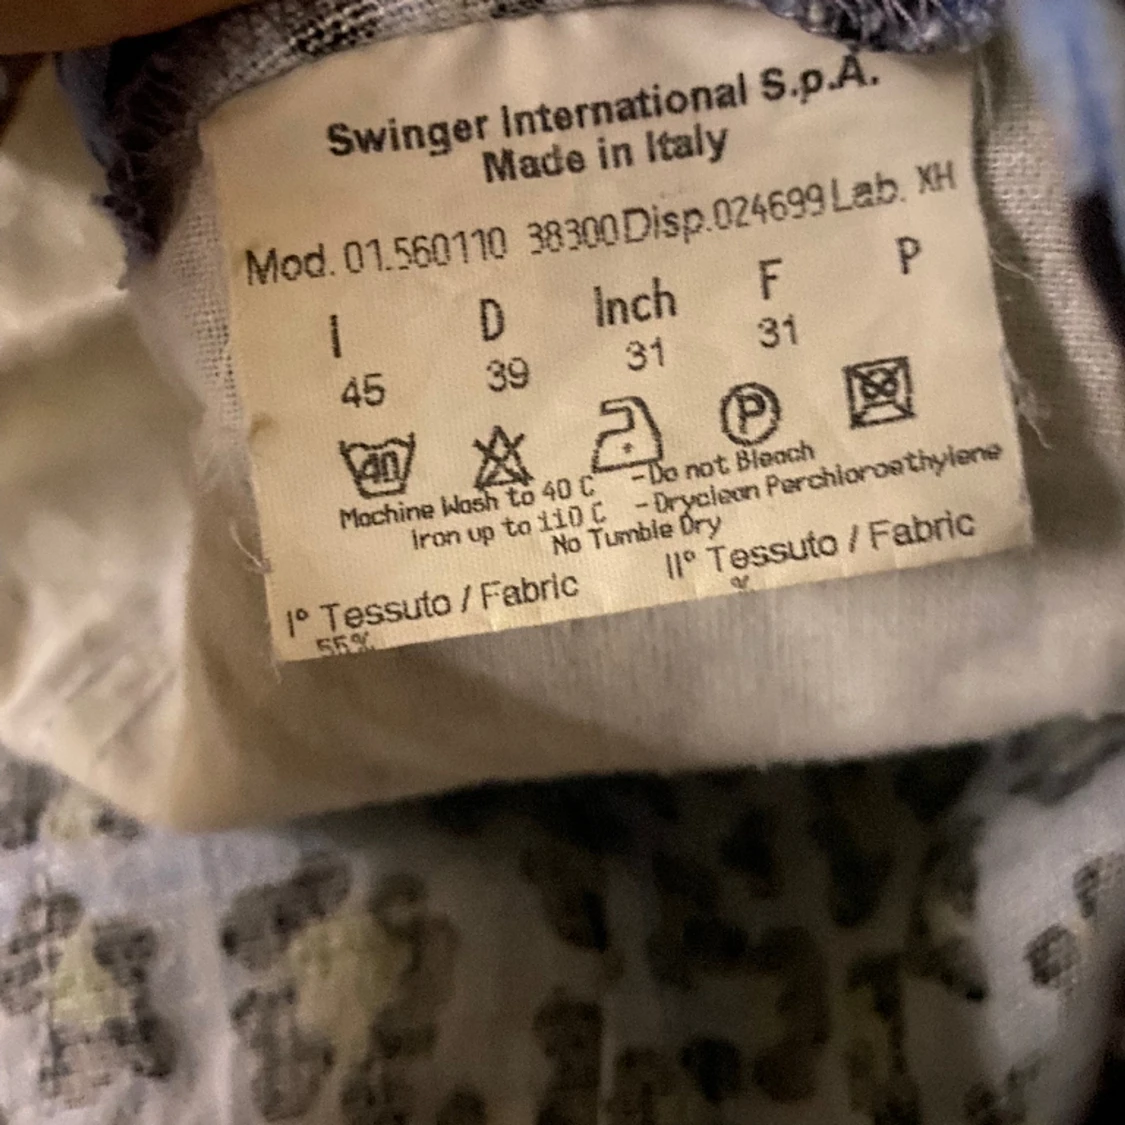 Swinger International S.p.A.
Made in Italy
Mod. 01.560110 38300 Disp.024699 Lab. XH
I D Inch F P
45 39 31 31
40 P
Machine Wash to 40 C -Do not Bleach
Iron up to 110 C -Dryclean Perchloroethylene
No Tumble Dry
I° Tessuto / Fabric II° Tessuto / Fabric
55% %